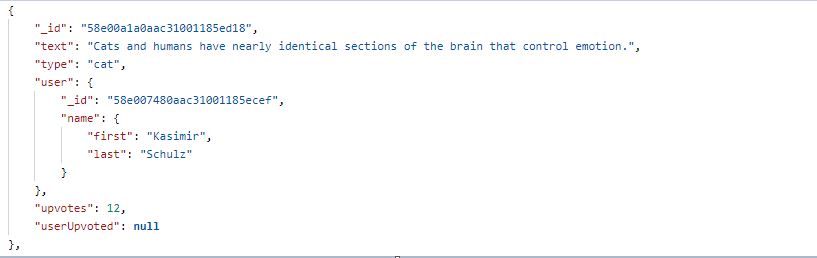 {
"_id": "58e00a1a0aac31001185ed18",
"text": "Cats and humans have nearly identical sections of the brain that control emotion.",
"type": "cat",
"user": {
"_id": "58e007480aac31001185ecef",
"name": {
"first": "Kasimir",
"last": "Schulz"
}
},
"upvotes": 12,
"userUpvoted": null
},